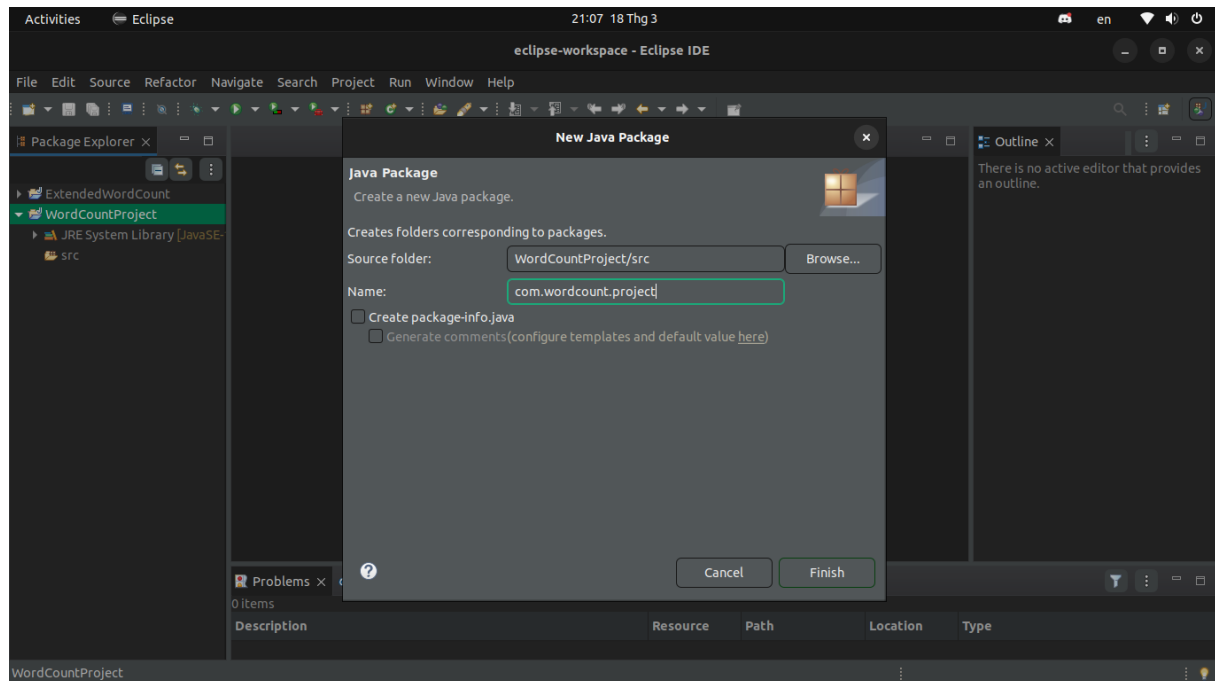 Activities Eclipse 21:07 18 Thg 3 en
eclipse-workspace - Eclipse IDE
File Edit Source Refactor Navigate Search Project Run Window Help
Package Explorer
ExtendedWordCount
WordCountProject
JRE System Library [JavaSE-
src
New Java Package
Java Package
Create a new Java package.
Creates folders corresponding to packages.
Source folder: WordCountProject/src Browse...
Name: com.wordcount.project
Create package-info.java
Generate comments(configure templates and default value here)
Cancel Finish
Outline
There is no active editor that provides
an outline.
Problems
0 items
Description Resource Path Location Type
WordCountProject